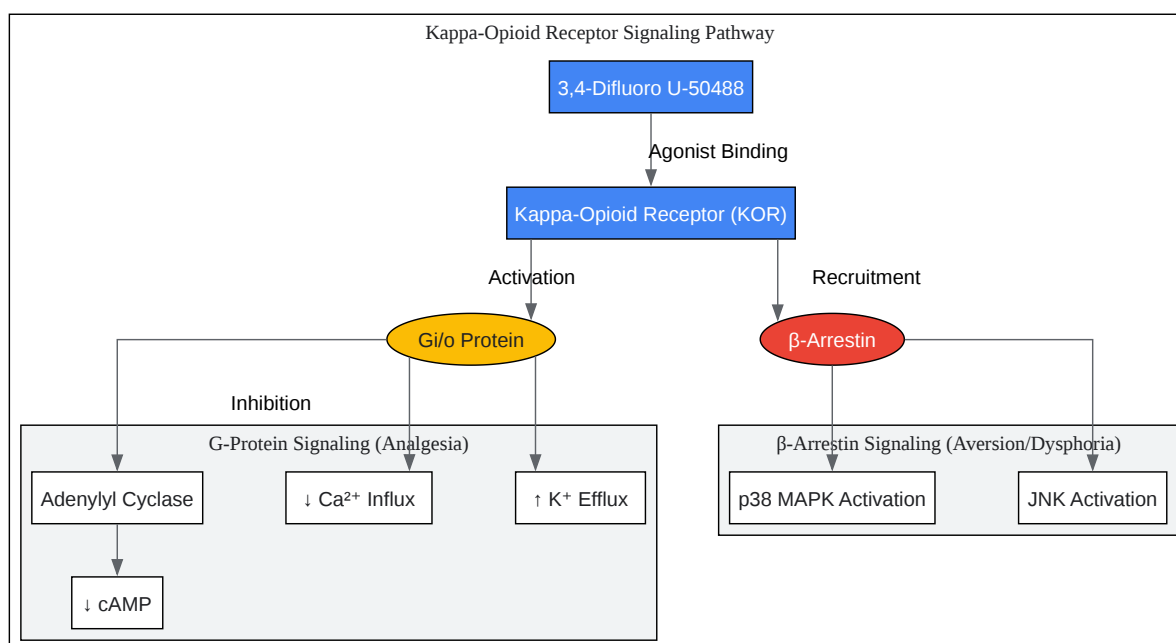 Kappa-Opioid Receptor Signaling Pathway
3,4-Difluoro U-50488
Agonist Binding
Kappa-Opioid Receptor (KOR)
Activation
Recruitment
Gi/o Protein
β-Arrestin
Inhibition
G-Protein Signaling (Analgesia)
β-Arrestin Signaling (Aversion/Dysphoria)
Adenylyl Cyclase
↓ Ca²⁺ Influx
↑ K⁺ Efflux
p38 MAPK Activation
JNK Activation
↓ cAMP